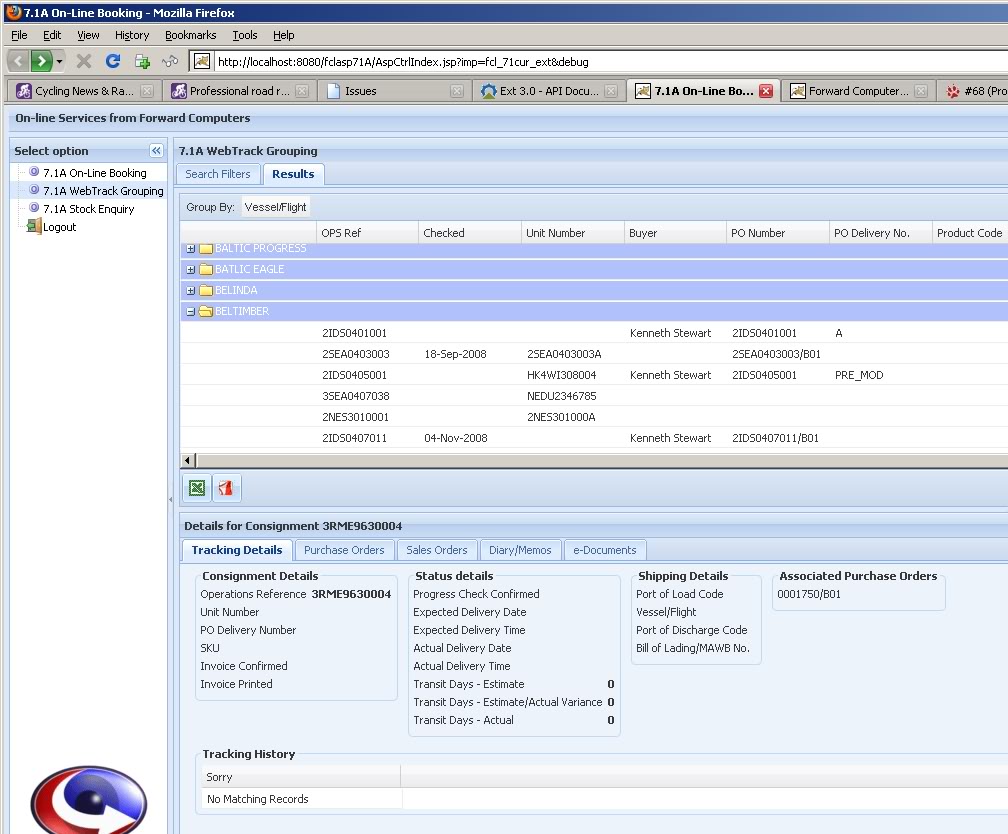 7.1A On-Line Booking - Mozilla Firefox
File Edit View History Bookmarks Tools Help
http://localhost:8080/fclasp71A/AspCtrlIndex.jsp?imp=fcl_71cur_ext&debug
Cycling News & Ra... Professional road r... Issues Ext 3.0 - API Docu... 7.1A On-Line Bo... Forward Computer... #68 (Pro
On-line Services from Forward Computers
Select option
7.1A On-Line Booking
7.1A WebTrack Grouping
7.1A Stock Enquiry
Logout
7.1A WebTrack Grouping
Search Filters Results
Group By: Vessel/Flight
OPS Ref Checked Unit Number Buyer PO Number PO Delivery No. Product Code
BALTIC PROGRESS
BATLIC EAGLE
BELINDA
BELTIMBER
2IDS0401001 Kenneth Stewart 2IDS0401001 A
2SEA0403003 18-Sep-2008 2SEA0403003A 2SEA0403003/B01
2IDS0405001 HK4WI308004 Kenneth Stewart 2IDS0405001 PRE_MOD
3SEA0407038 NEDU2346785
2NES3010001 2NES301000A
2IDS0407011 04-Nov-2008 Kenneth Stewart 2IDS0407011/B01
Details for Consignment 3RME9630004
Tracking Details Purchase Orders Sales Orders Diary/Memos e-Documents
Consignment Details
Operations Reference 3RME9630004
Unit Number
PO Delivery Number
SKU
Invoice Confirmed
Invoice Printed
Status details
Progress Check Confirmed
Expected Delivery Date
Expected Delivery Time
Actual Delivery Date
Actual Delivery Time
Transit Days - Estimate 0
Transit Days - Estimate/Actual Variance 0
Transit Days - Actual 0
Shipping Details
Port of Load Code
Vessel/Flight
Port of Discharge Code
Bill of Lading/MAWB No.
Associated Purchase Orders
0001750/B01
Tracking History
Sorry
No Matching Records